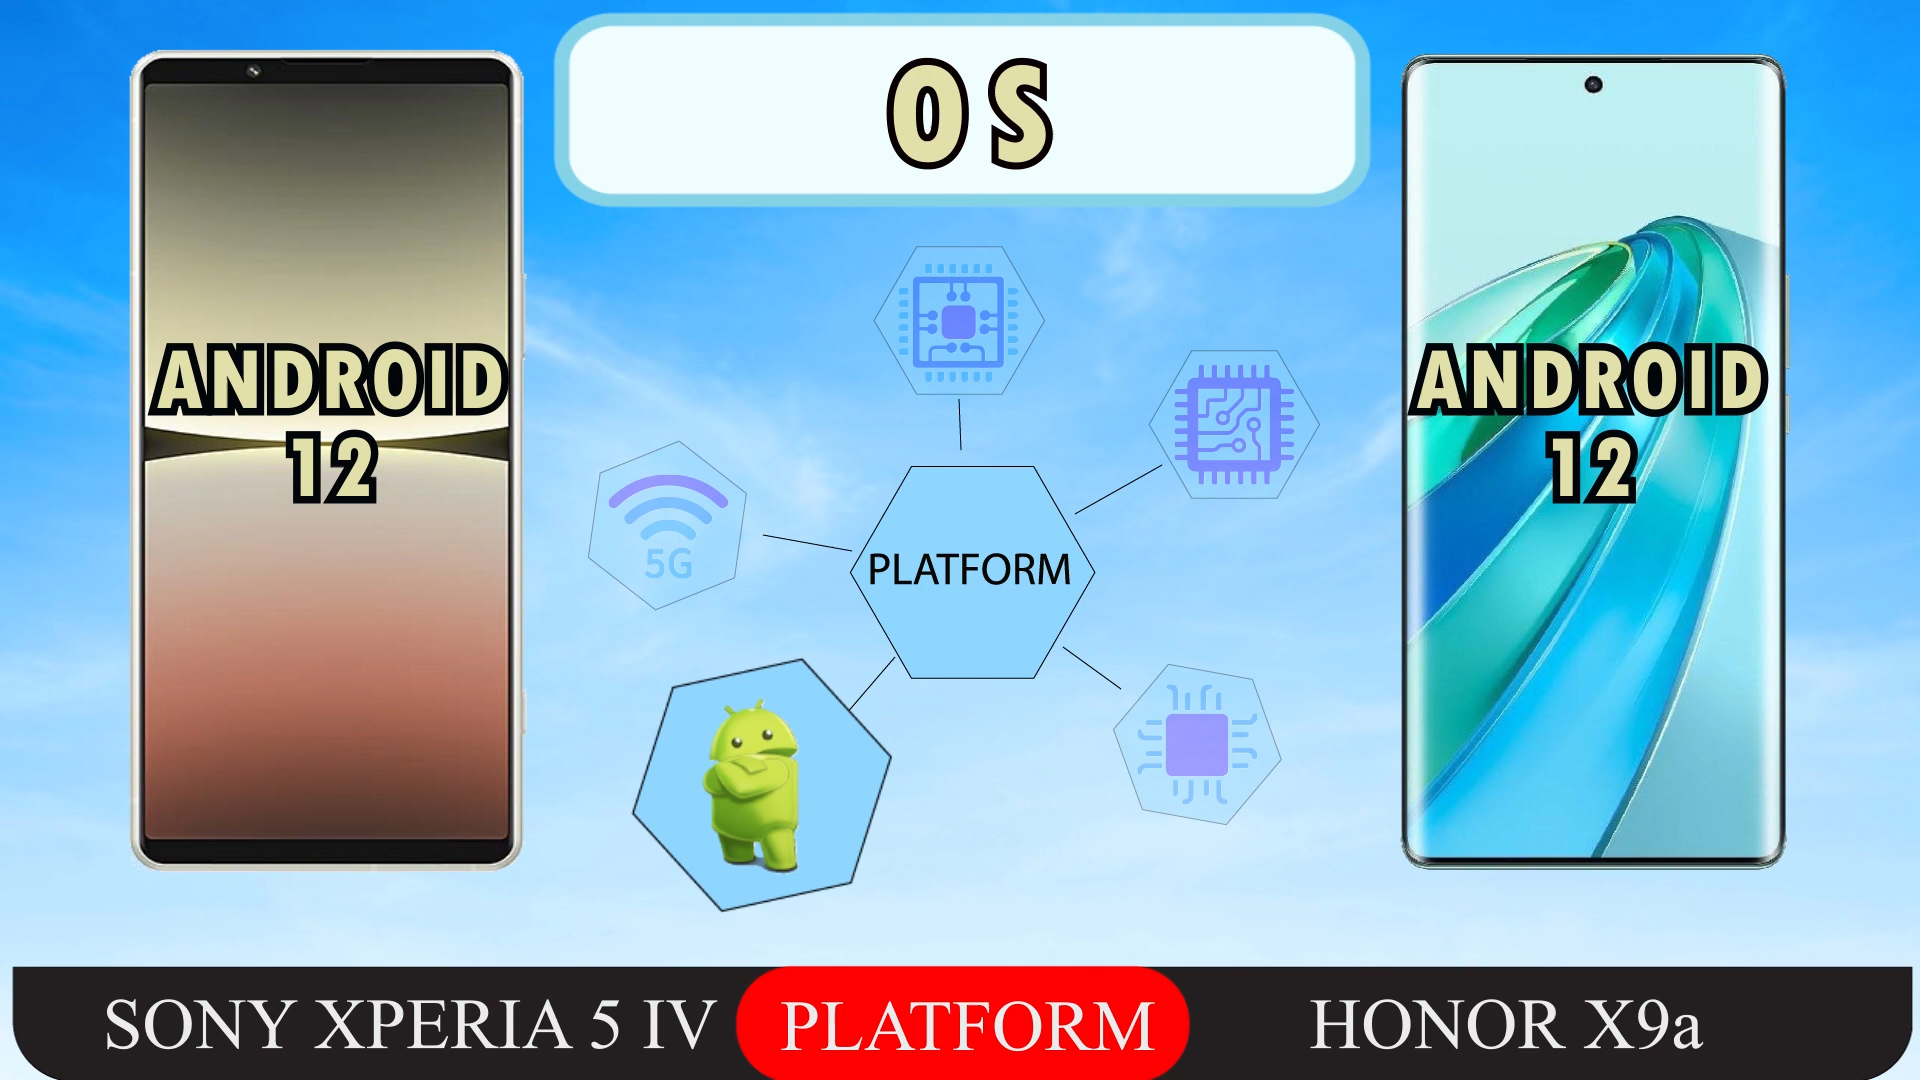 OS
ANDROID
12
ANDROID
12
5G
PLATFORM
SONY XPERIA 5 IV
PLATFORM
HONOR X9a